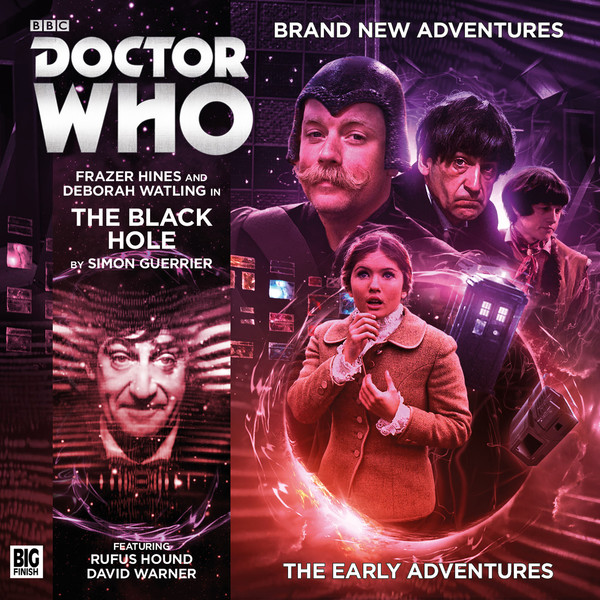 BBC
DOCTOR
WHO
BRAND NEW ADVENTURES
FRAZER HINES AND
DEBORAH WATLING IN
THE BLACK
HOLE
BY SIMON GUERRIER
FEATURING
RUFUS HOUND
DAVID WARNER
BIG
FINISH
THE EARLY ADVENTURES